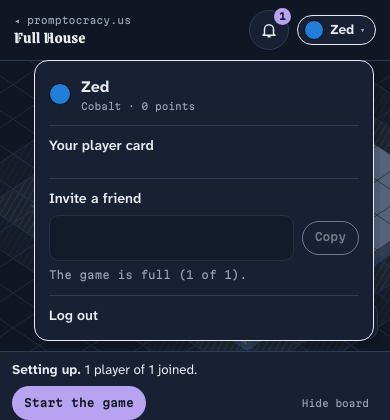 ◂ promptocracy.us
Full House
1
Zed ▾
Zed
Cobalt · 0 points
Your player card
Invite a friend
Copy
The game is full (1 of 1).
Log out
Setting up. 1 player of 1 joined.
Start the game
Hide board